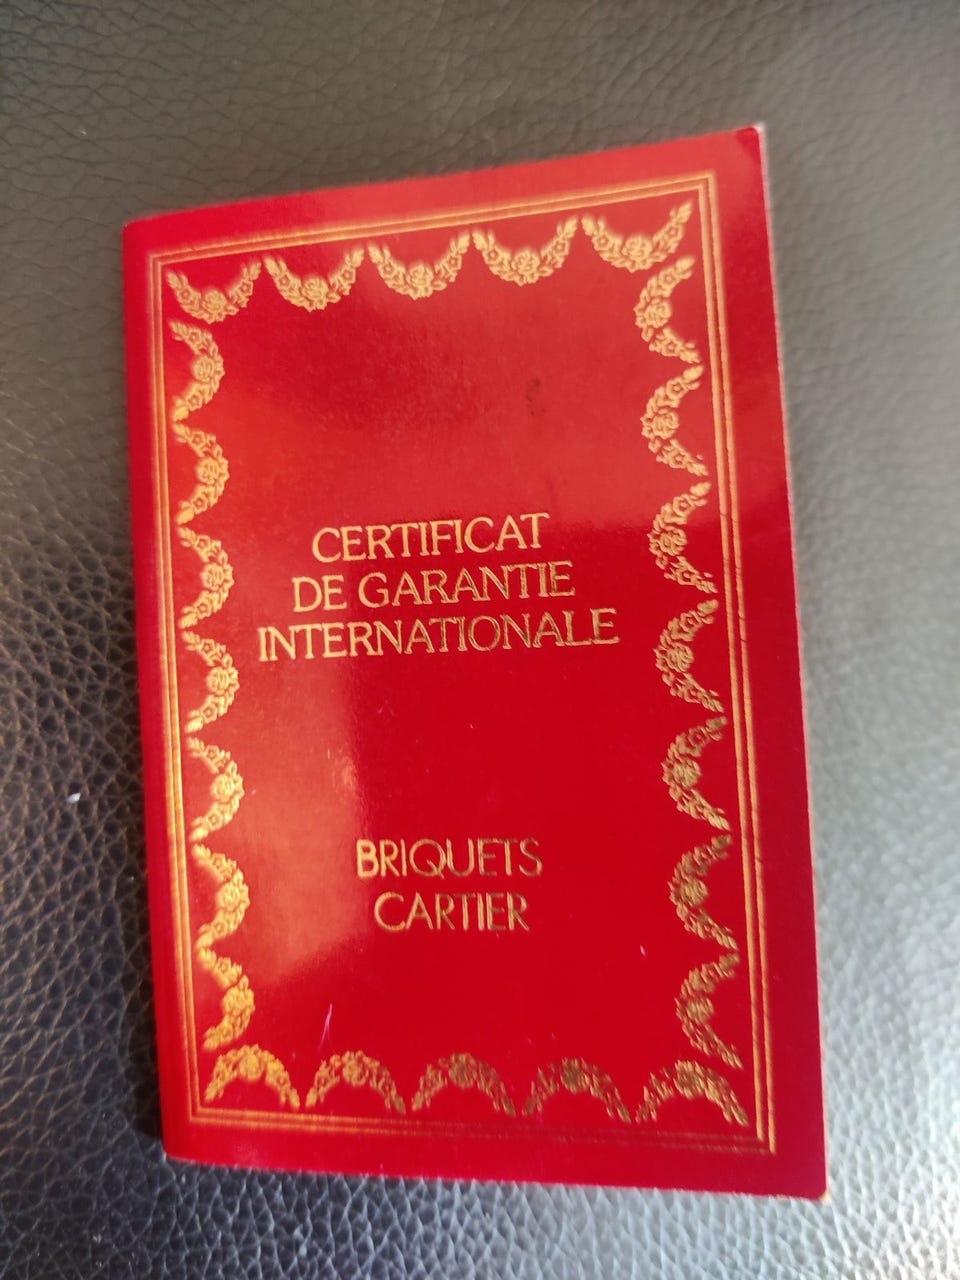 CERTIFICAT
DE GARANTIE
INTERNATIONALE
BRIQUETS
CARTIER